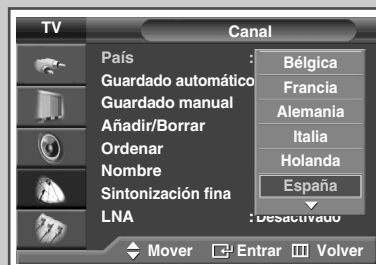 TV
Canal
País :
Guardado automático
Guardado manual
Añadir/Borrar
Ordenar
Nombre
Sintonización fina
LNA : Desactivado
Bélgica
Francia
Alemania
Italia
Holanda
España
Mover Entrar Volver